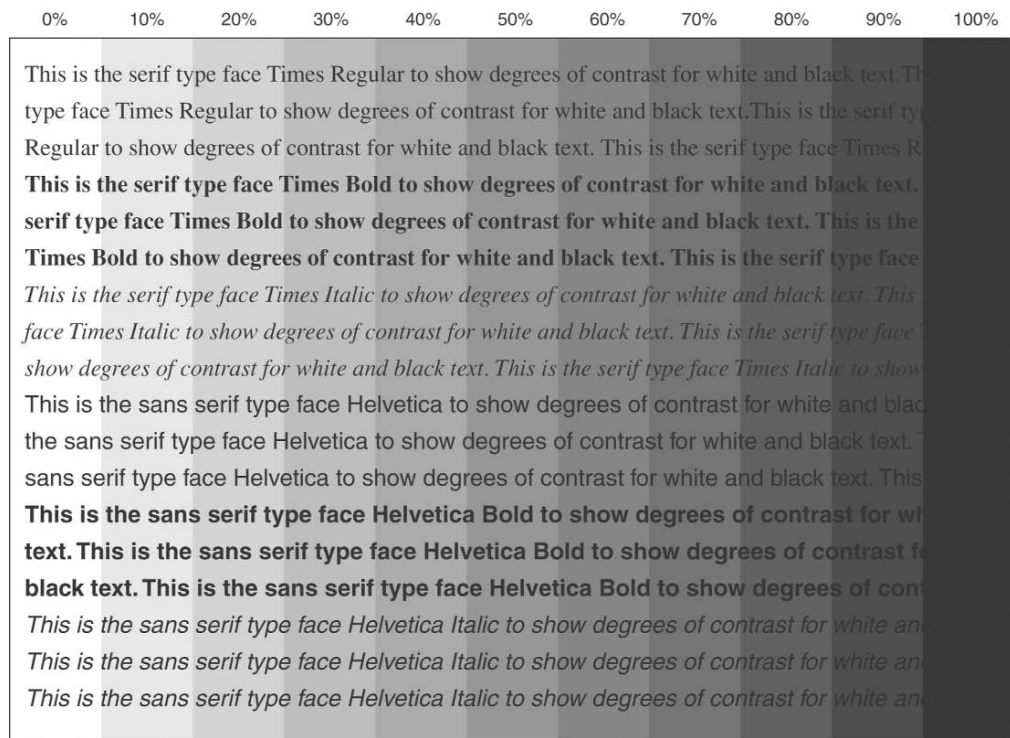 0% 10% 20% 30% 40% 50% 60% 70% 80% 90% 100%
This is the serif type face Times Regular to show degrees of contrast for white and black text.Th
type face Times Regular to show degrees of contrast for white and black text.This is the serif ty
Regular to show degrees of contrast for white and black text. This is the serif type face Times R
This is the serif type face Times Bold to show degrees of contrast for white and black text.
serif type face Times Bold to show degrees of contrast for white and black text. This is the
Times Bold to show degrees of contrast for white and black text. This is the serif type face
This is the serif type face Times Italic to show degrees of contrast for white and black text. This
face Times Italic to show degrees of contrast for white and black text. This is the serif type face
show degrees of contrast for white and black text. This is the serif type face Times Italic to show
This is the sans serif type face Helvetica to show degrees of contrast for white and blac
the sans serif type face Helvetica to show degrees of contrast for white and black text.
sans serif type face Helvetica to show degrees of contrast for white and black text. This
This is the sans serif type face Helvetica Bold to show degrees of contrast for wh
text. This is the sans serif type face Helvetica Bold to show degrees of contrast fo
black text. This is the sans serif type face Helvetica Bold to show degrees of cont
This is the sans serif type face Helvetica Italic to show degrees of contrast for white an
This is the sans serif type face Helvetica Italic to show degrees of contrast for white an
This is the sans serif type face Helvetica Italic to show degrees of contrast for white an